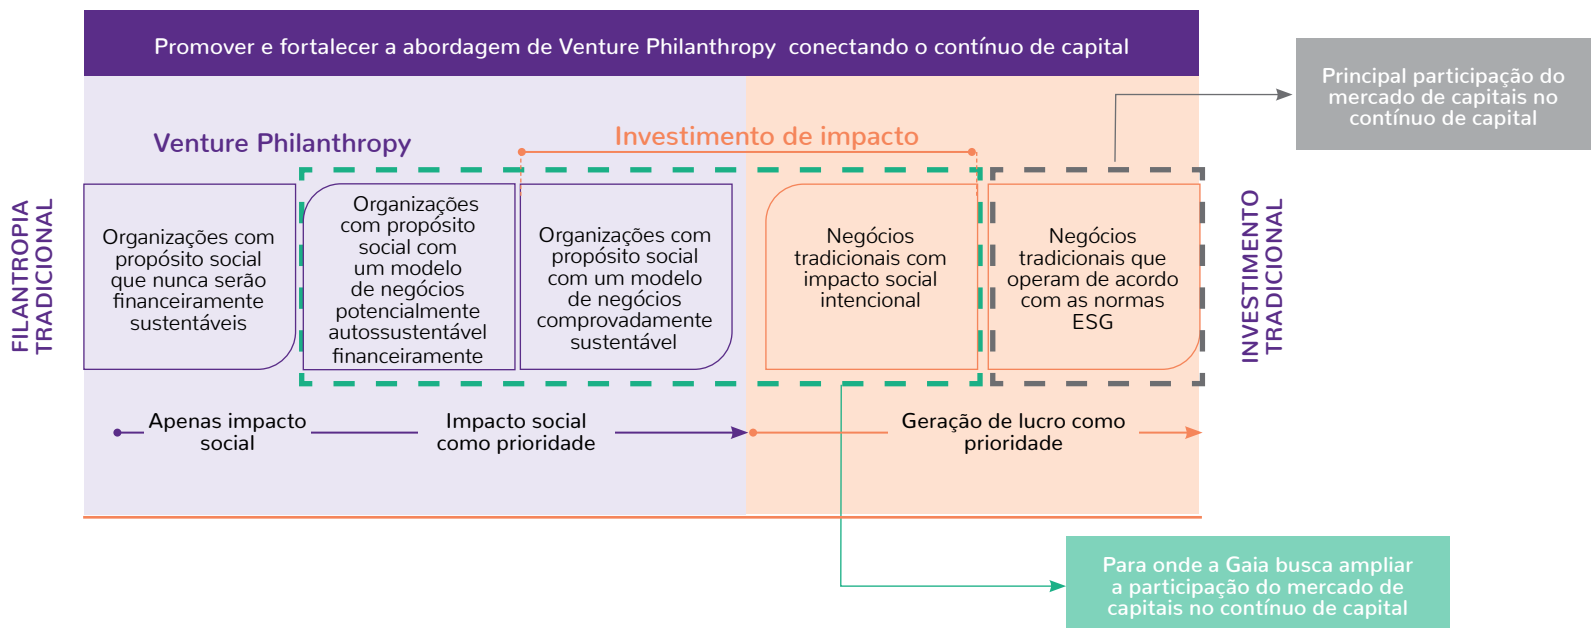 Promover e fortalecer a abordagem de Venture Philanthropy conectando o contínuo de capital
Principal participação do
mercado de capitais no
contínuo de capital
Venture Philanthropy
Investimento de impacto
FILANTROPIA
TRADICIONAL
Organizações com
propósito social
que nunca serão
financeiramente
sustentáveis
Organizações
com propósito
social com
um modelo
de negócios
potencialmente
autossustentável
financeiramente
Organizações com
propósito social
com um modelo
de negócios
comprovadamente
sustentável
Negócios
tradicionais com
impacto social
intencional
Negócios
tradicionais que
operam de acordo
com as normas
ESG
INVESTIMENTO
TRADICIONAL
Apenas impacto
social
Impacto social
como prioridade
Geração de lucro como
prioridade
Para onde a Gaia busca ampliar
a participação do mercado de
capitais no contínuo de capital